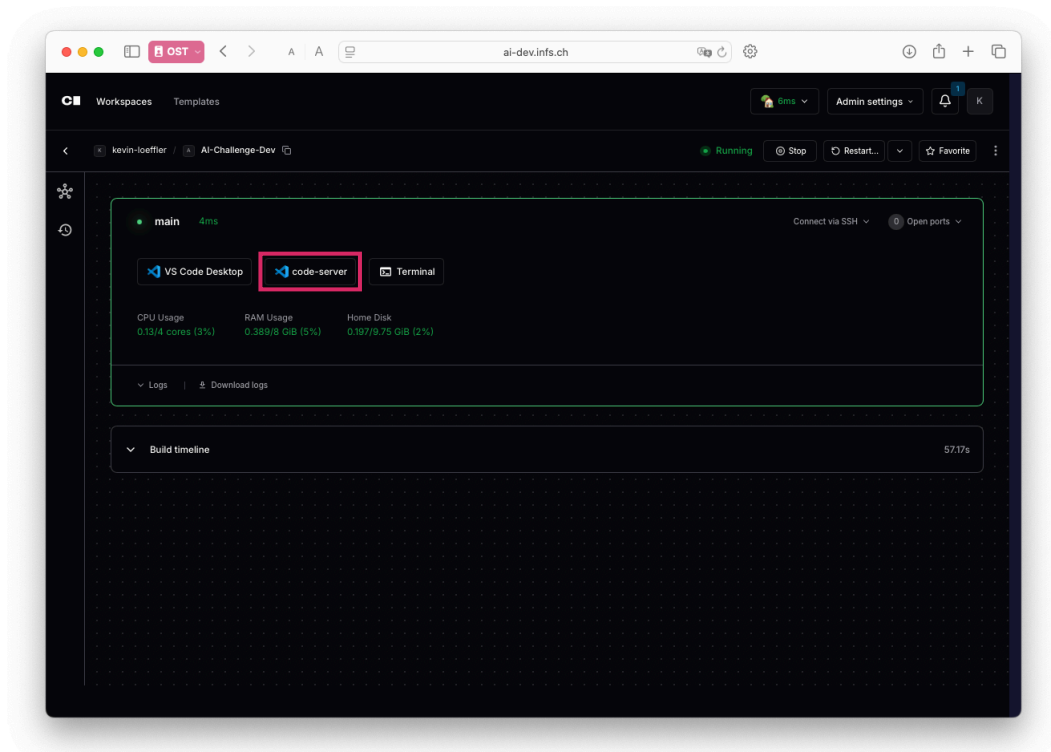 OST
A A
ai-dev.infs.ch
Workspaces Templates
6ms
Admin settings
1
K
K kevin-loeffler / A AI-Challenge-Dev
Running
Stop
Restart...
Favorite
main 4ms
Connect via SSH
0 Open ports
VS Code Desktop
code-server
Terminal
CPU Usage RAM Usage Home Disk
0.13/4 cores (3%) 0.389/8 GiB (5%) 0.197/9.75 GiB (2%)
Logs | Download logs
Build timeline 57.17s